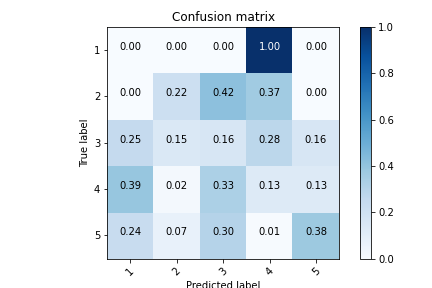 Confusion matrix
True label
1 0.00 0.00 0.00 1.00 0.00
2 0.00 0.22 0.42 0.37 0.00
3 0.25 0.15 0.16 0.28 0.16
4 0.39 0.02 0.33 0.13 0.13
5 0.24 0.07 0.30 0.01 0.38
1 2 3 4 5
Predicted label
1.0
0.8
0.6
0.4
0.2
0.0